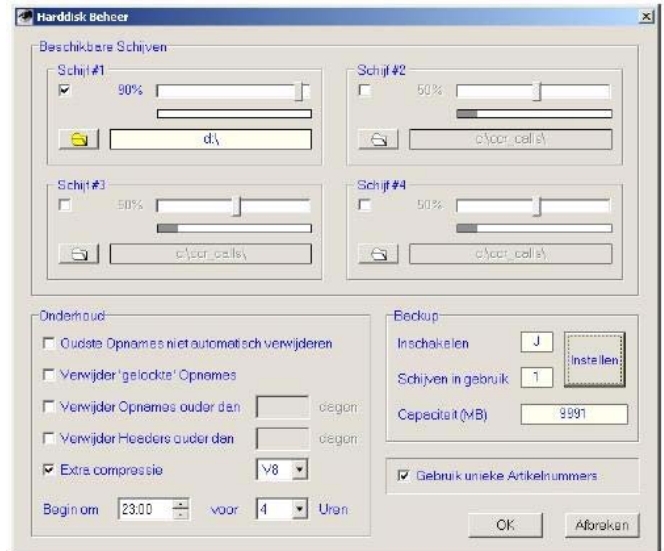 Harddisk Beheer
Beschikbare Schijven
Schijf #1
90%
d:\
Schijf #2
50%
c:\ccr_calls\
Schijf #3
50%
c:\ccr_calls\
Schijf #4
50%
c:\ccr_calls\
Onderhoud
Oudste Opnames niet automatisch verwijderen
Verwijder 'gelockte' Opnames
Verwijder Opnames ouder dan dagen
Verwijder Headers ouder dan dagen
Extra compressie V8
Begin om 23:00 voor 4 Uren
Backup
Inschakelen J
Schijven in gebruik 1
Instellen
Capaciteit (MB) 9991
Gebruik unieke Artikelnummers
OK Afbreken